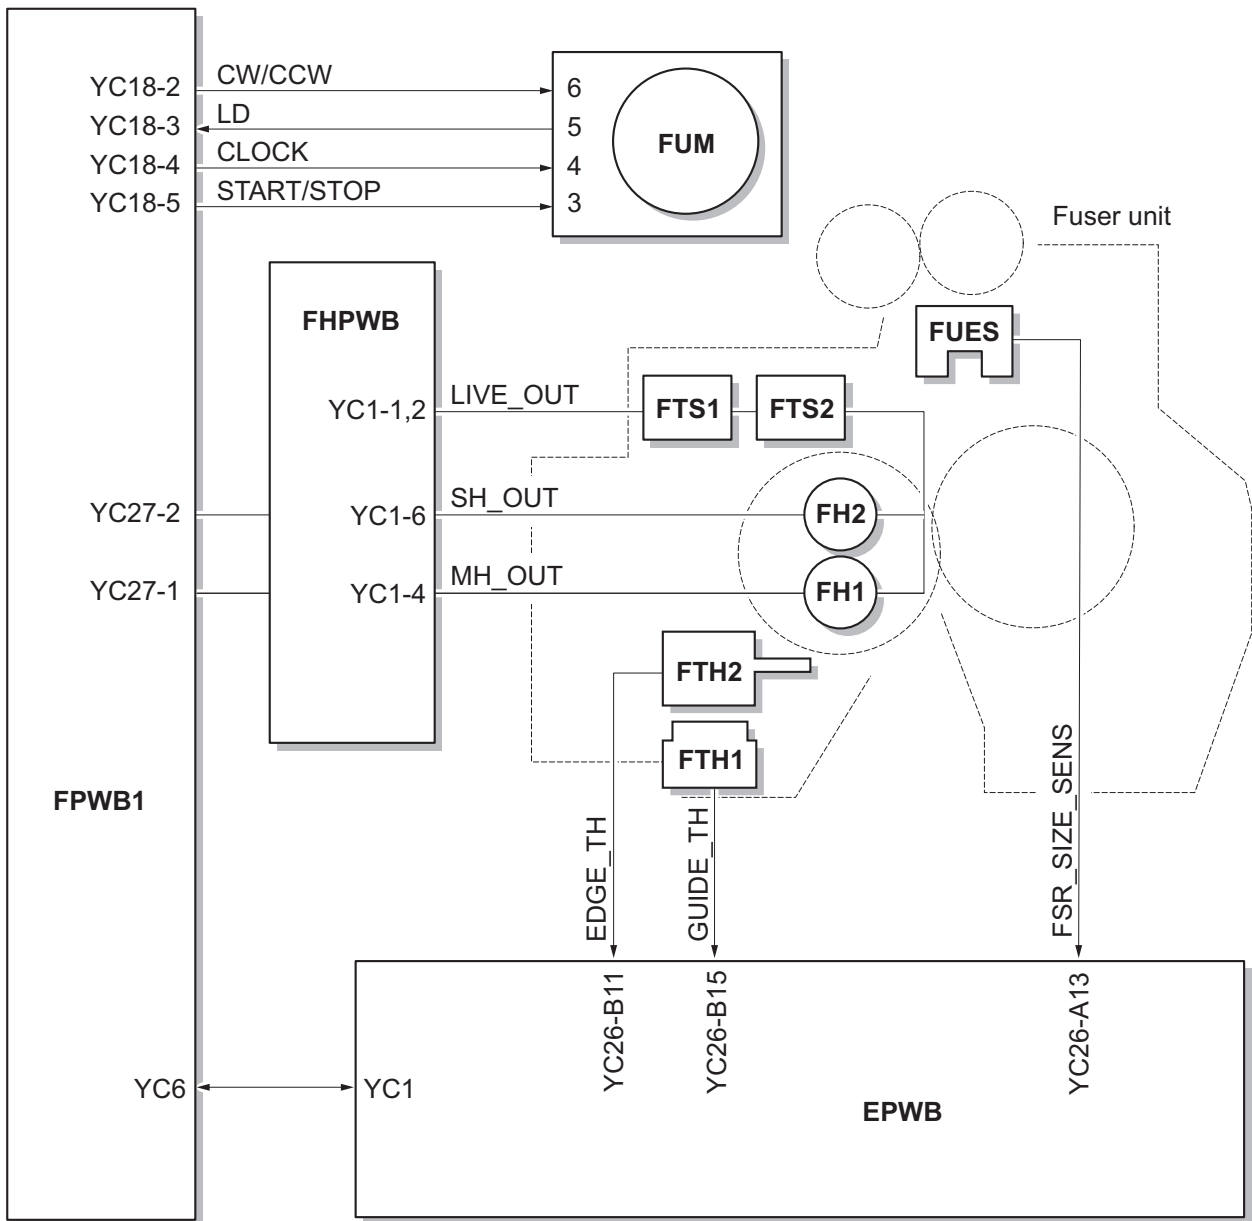 YC18-2 CW/CCW 6
YC18-3 LD 5
YC18-4 CLOCK 4
YC18-5 START/STOP 3
FUM
Fuser unit
FHPWB
FUES
YC1-1,2 LIVE_OUT FTS1 FTS2
YC27-2 YC1-6 SH_OUT FH2
YC27-1 YC1-4 MH_OUT FH1
FTH2
FTH1
FPWB1
EDGE_TH
GUIDE_TH
FSR_SIZE_SENS
YC26-B11
YC26-B15
YC26-A13
YC6 YC1
EPWB